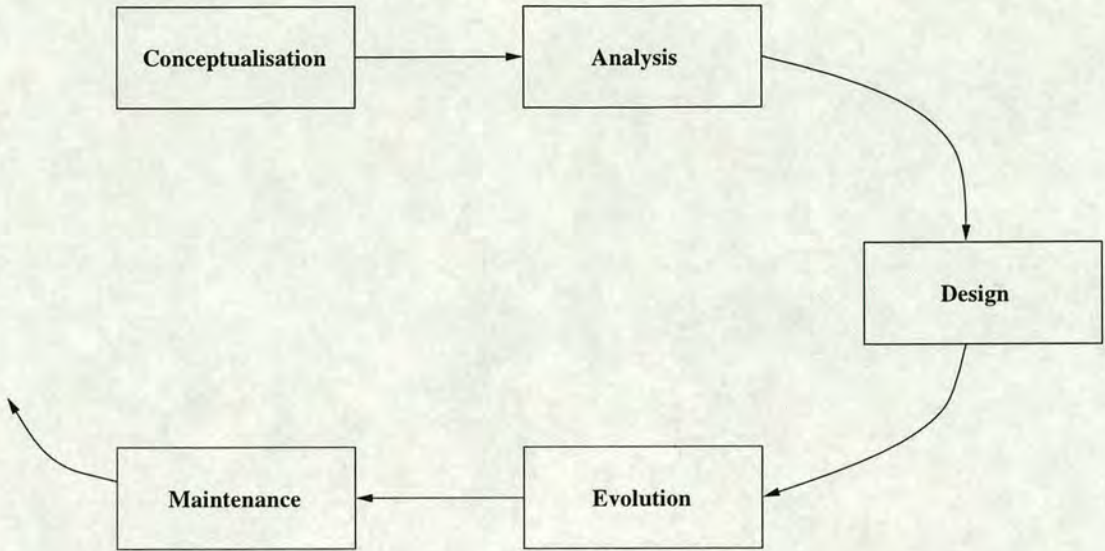 Conceptualisation
Analysis
Design
Evolution
Maintenance